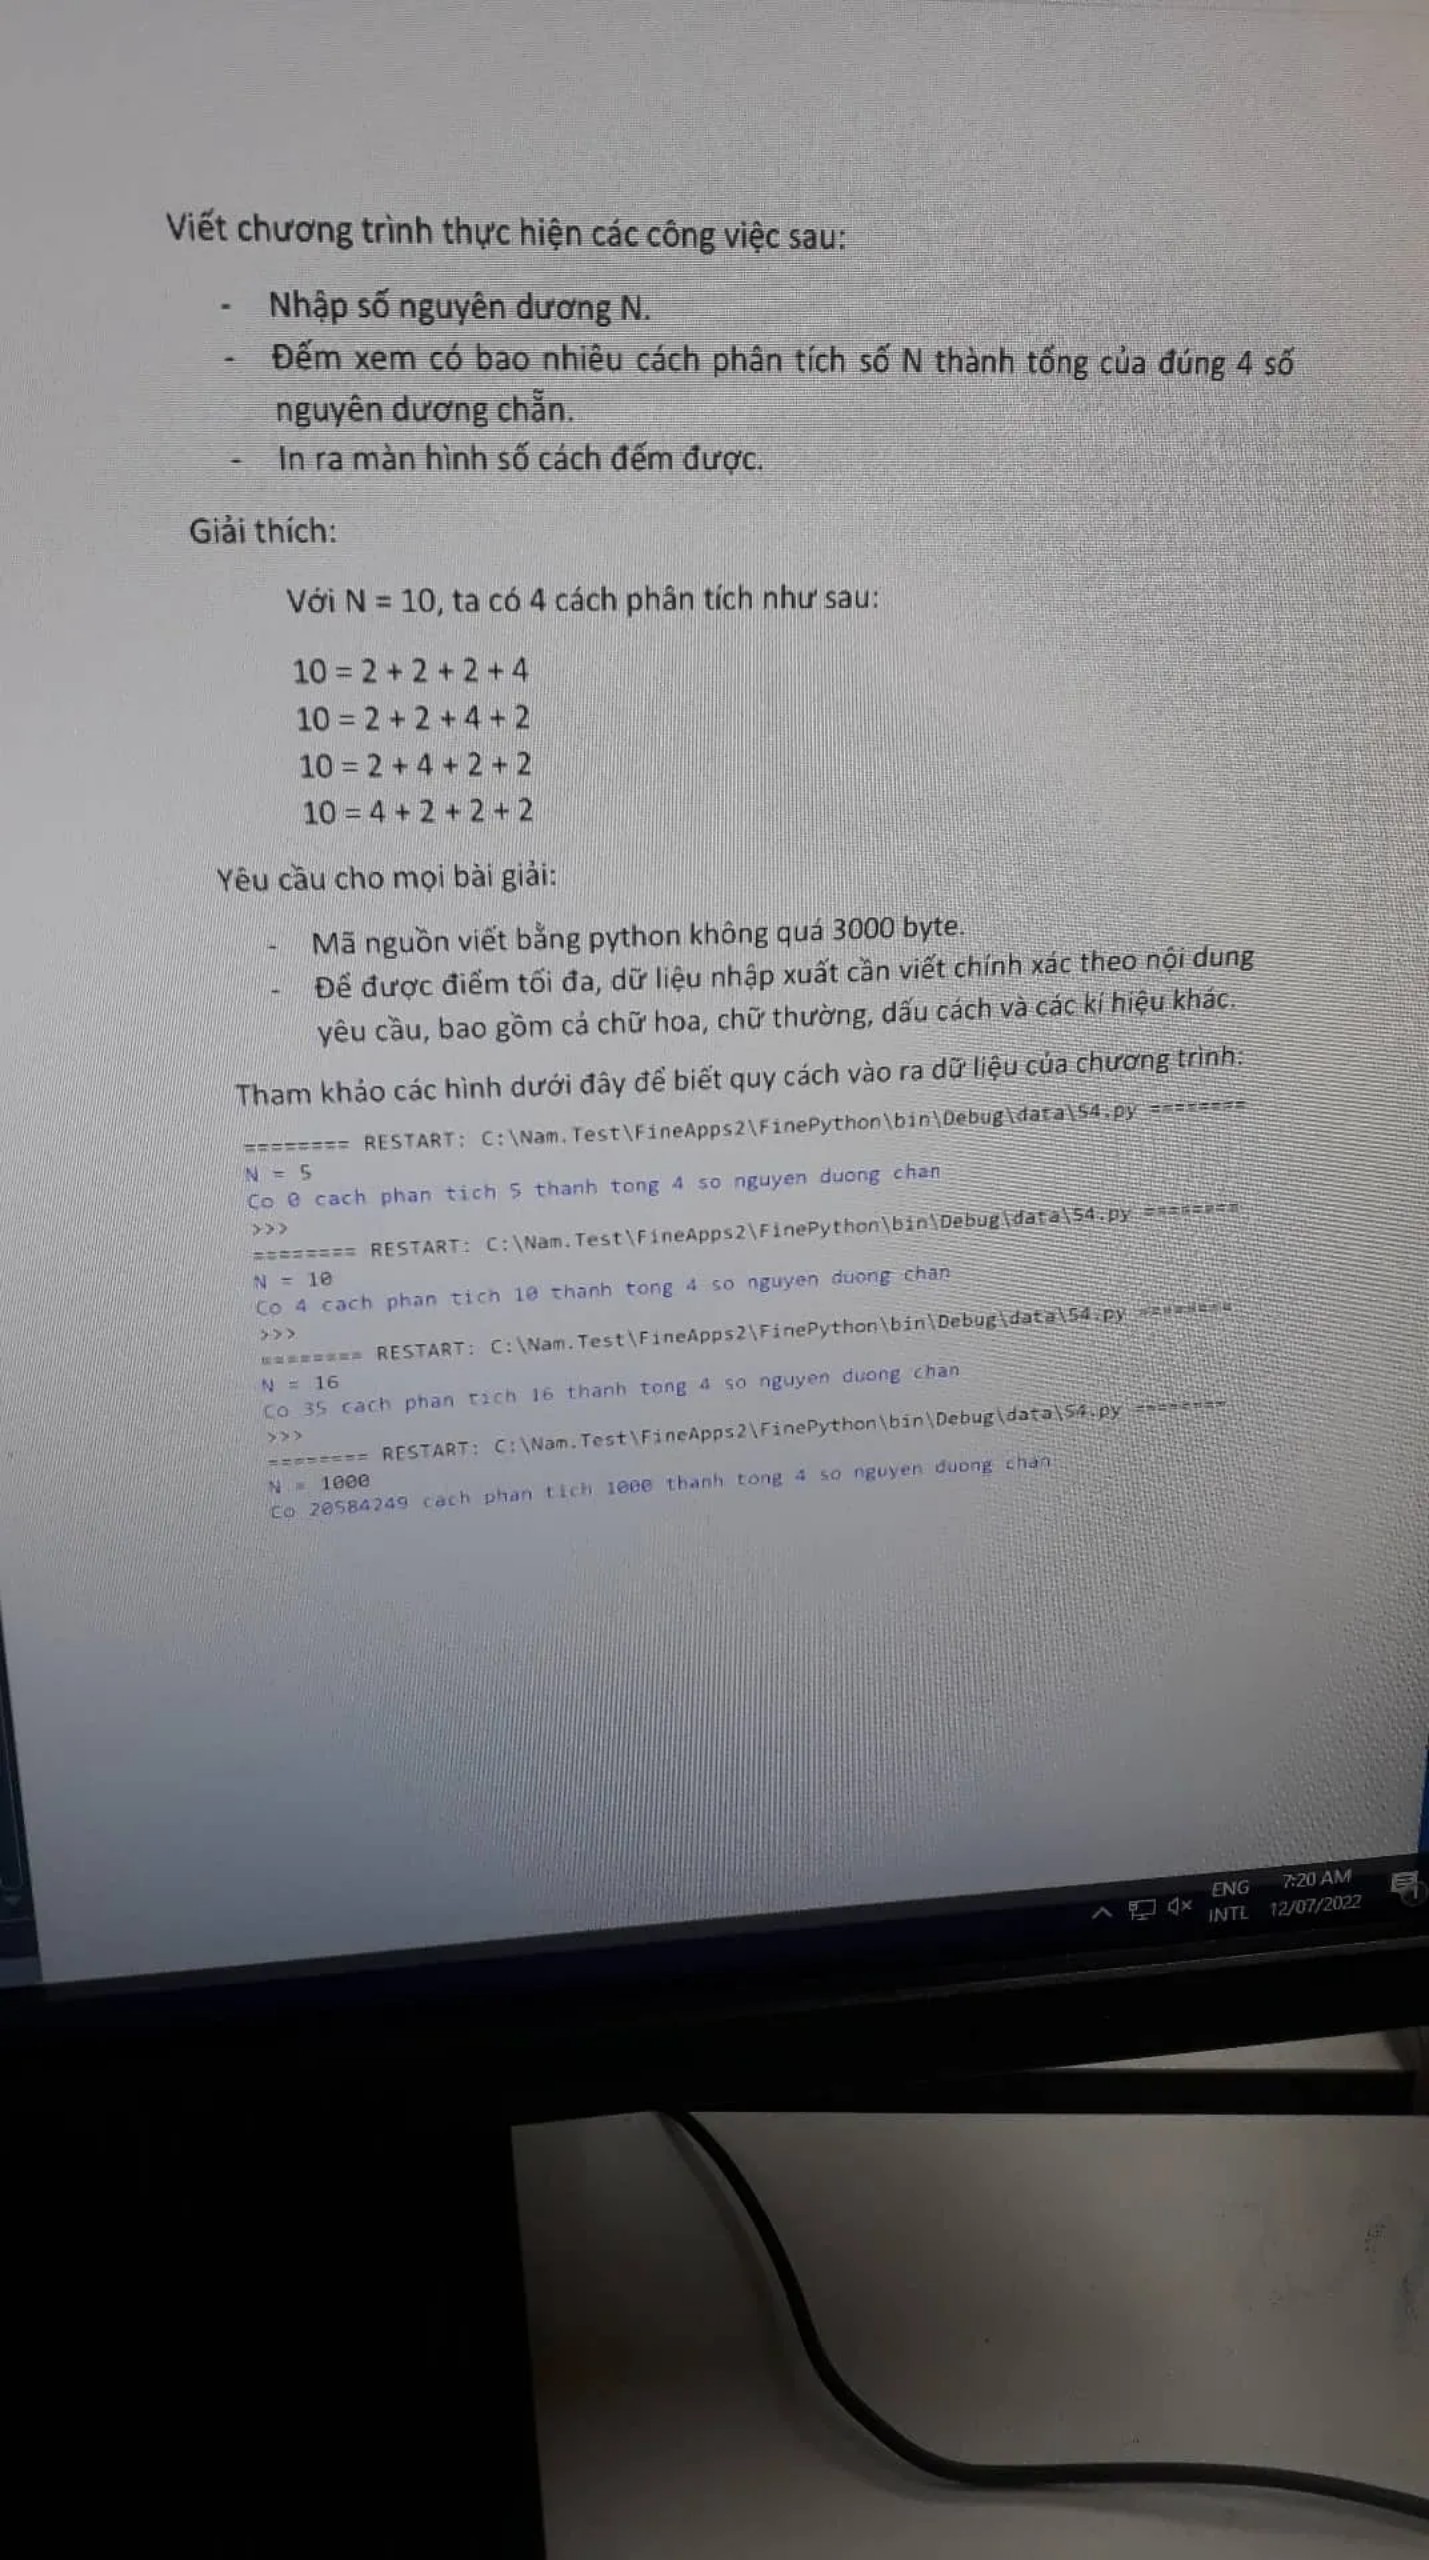 Viết chương trình thực hiện các công việc sau:
- Nhập số nguyên dương N.
- Đếm xem có bao nhiêu cách phân tích số N thành tổng của đúng 4 số
nguyên dương chẵn.
- In ra màn hình số cách đếm được.
Giải thích:
Với N = 10, ta có 4 cách phân tích như sau:
10 = 2 + 2 + 2 + 4
10 = 2 + 2 + 4 + 2
10 = 2 + 4 + 2 + 2
10 = 4 + 2 + 2 + 2
Yêu cầu cho mọi bài giải:
- Mã nguồn viết bằng python không quá 3000 byte.
- Để được điểm tối đa, dữ liệu nhập xuất cần viết chính xác theo nội dung
yêu cầu, bao gồm cả chữ hoa, chữ thường, dấu cách và các kí hiệu khác.
Tham khảo các hình dưới đây để biết quy cách vào ra dữ liệu của chương trình:
======== RESTART: C:\Nam.Test\FineApps2\FinePython\bin\Debug\data\S4.py ========
N = 5
Co 0 cach phan tich 5 thanh tong 4 so nguyen duong chan
>>>
======== RESTART: C:\Nam.Test\FineApps2\FinePython\bin\Debug\data\S4.py ========
N = 10
Co 4 cach phan tich 10 thanh tong 4 so nguyen duong chan
>>>
======== RESTART: C:\Nam.Test\FineApps2\FinePython\bin\Debug\data\S4.py ========
N = 16
Co 35 cach phan tich 16 thanh tong 4 so nguyen duong chan
>>>
======== RESTART: C:\Nam.Test\FineApps2\FinePython\bin\Debug\data\S4.py ========
N = 1000
Co 20584249 cach phan tich 1000 thanh tong 4 so nguyen duong chan
ENG 7:20 AM
INTL 12/07/2022
1